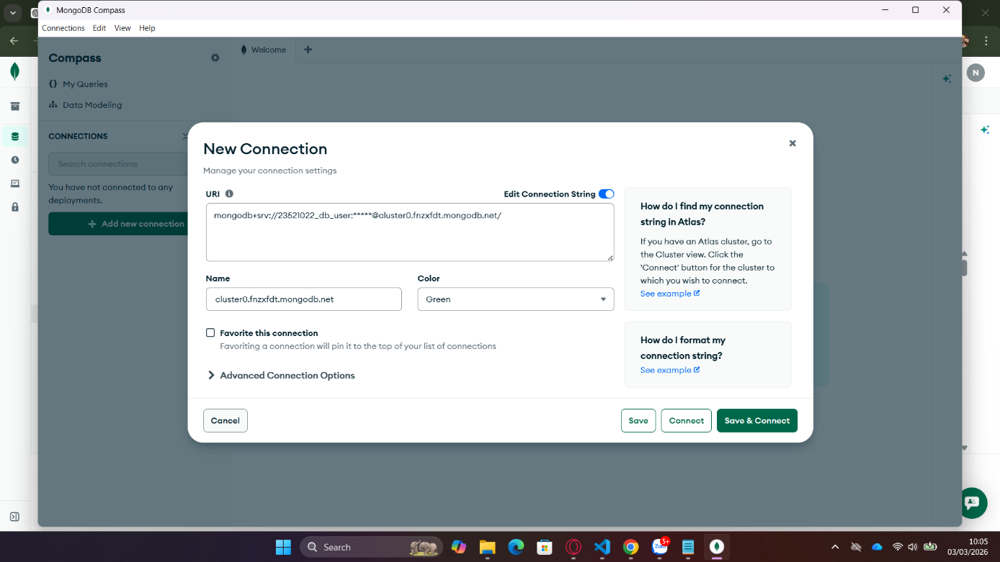 MongoDB Compass
Connections Edit View Help
Compass
Welcome
My Queries
Data Modeling
CONNECTIONS
Search connections
You have not connected to any
deployments.
Add new connection
N
New Connection
Manage your connection settings
URI
Edit Connection String
mongodb+srv://23521022_db_user:*****@cluster0.fnzxfdt.mongodb.net/
Name
Color
cluster0.fnzxfdt.mongodb.net
Green
Favorite this connection
Favoriting a connection will pin it to the top of your list of connections
Advanced Connection Options
How do I find my connection
string in Atlas?
If you have an Atlas cluster, go to
the Cluster view. Click the
'Connect' button for the cluster to
which you wish to connect.
See example
How do I format my
connection string?
See example
Cancel
Save
Connect
Save & Connect
Search
Zalo
5+
10:05
03/03/2026